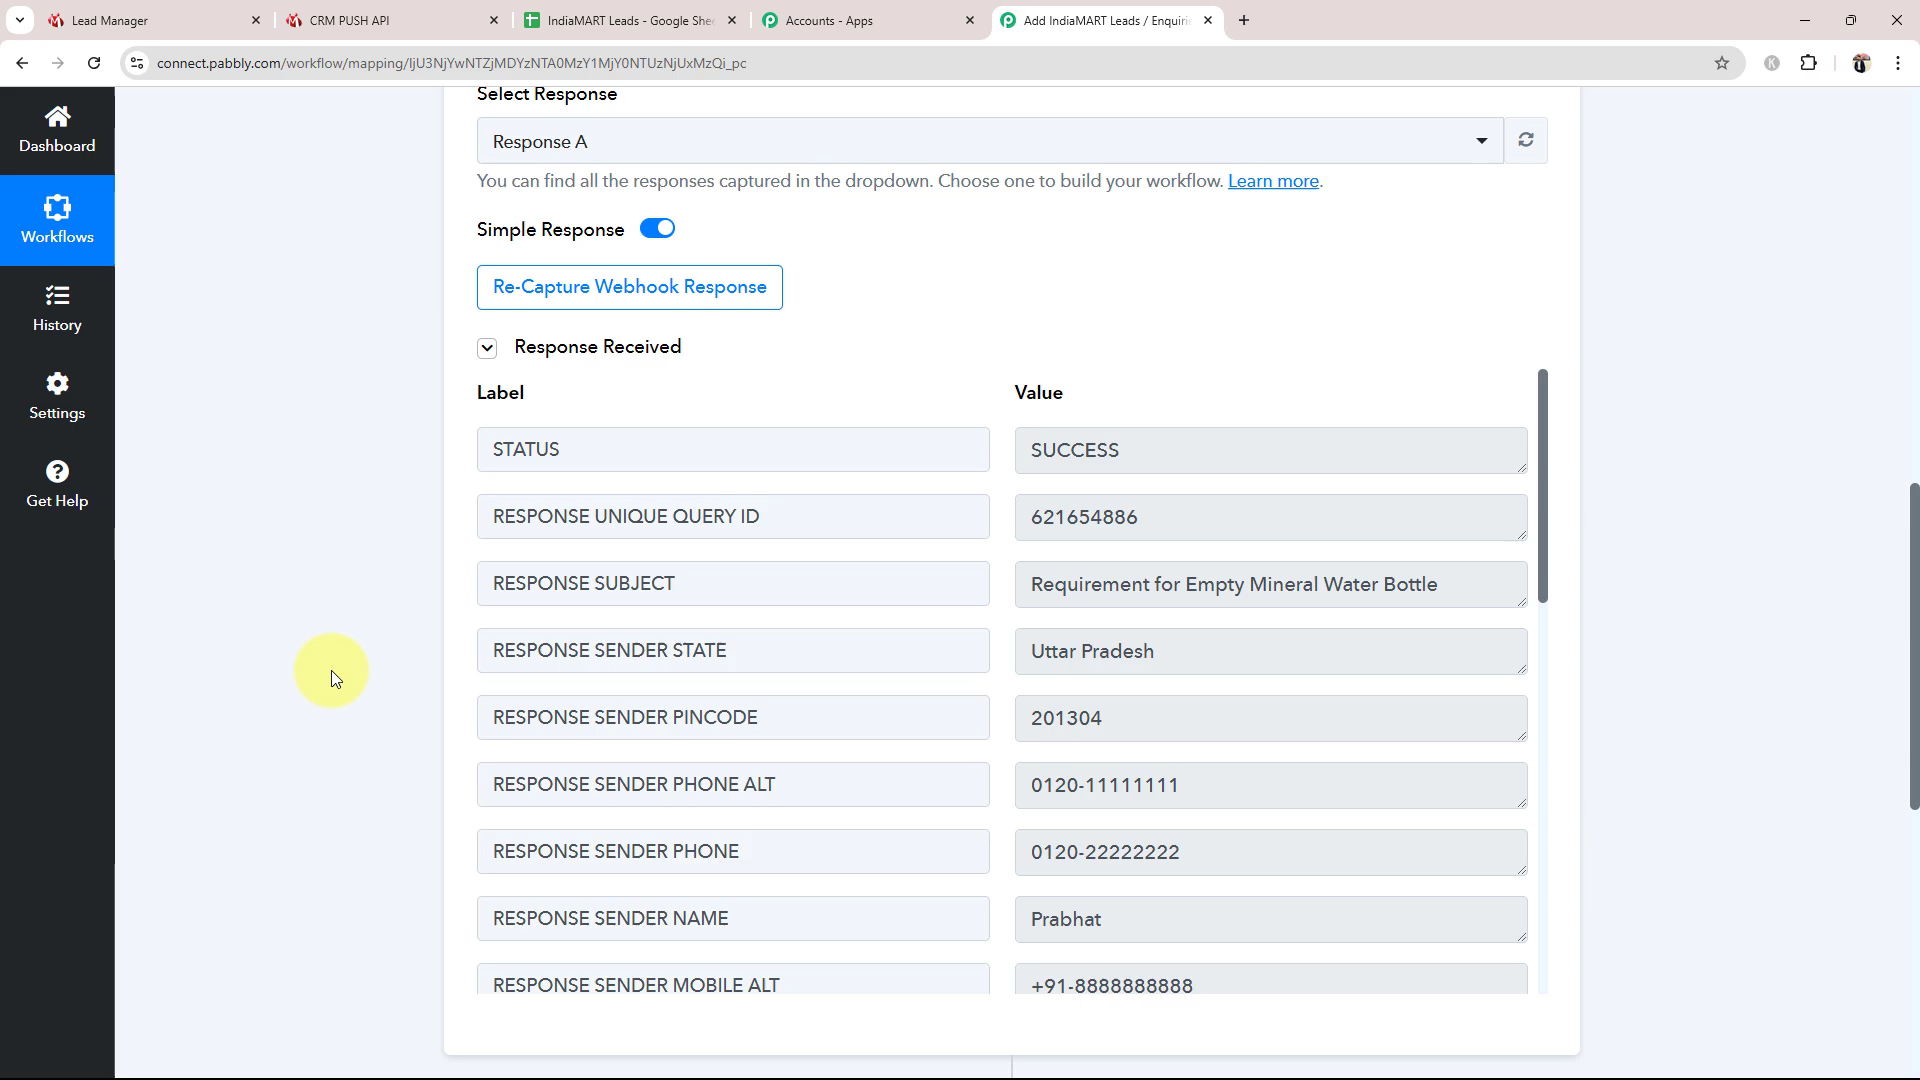 Lead Manager
CRM PUSH API
IndiaMART Leads - Google She
Accounts - Apps
Add IndiaMART Leads / Enquiri
connect.pabbly.com/workflow/mapping/IjU3NjYwNTZjMDYzNTA0MzY1MjY0NTUzNjUxMzQi_pc
K
Dashboard
Workflows
History
Settings
Get Help
Select Response
Response A
You can find all the responses captured in the dropdown. Choose one to build your workflow. Learn more.
Simple Response
Re-Capture Webhook Response
Response Received
Label Value
STATUS SUCCESS
RESPONSE UNIQUE QUERY ID 621654886
RESPONSE SUBJECT Requirement for Empty Mineral Water Bottle
RESPONSE SENDER STATE Uttar Pradesh
RESPONSE SENDER PINCODE 201304
RESPONSE SENDER PHONE ALT 0120-11111111
RESPONSE SENDER PHONE 0120-22222222
RESPONSE SENDER NAME Prabhat
RESPONSE SENDER MOBILE ALT +91-8888888888